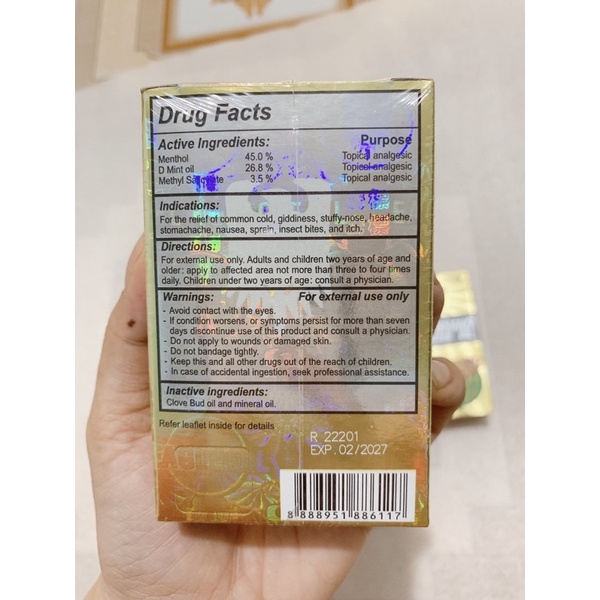 Drug Facts
Active Ingredients: Purpose
Menthol 45.0 % Topical analgesic
D Mint oil 26.8 % Topical analgesic
Methyl Salicylate 3.5 % Topical analgesic
Indications:
For the relief of common cold, giddiness, stuffy-nose, headache,
stomachache, nausea, sprain, insect bites, and itch.
Directions:
For external use only. Adults and children two years of age and
older: apply to affected area not more than three to four times
daily. Children under two years of age: consult a physician.
Warnings: For external use only
- Avoid contact with the eyes.
- If condition worsens, or symptoms persist for more than seven
days discontinue use of this product and consult a physician.
- Do not apply to wounds or damaged skin.
- Do not bandage tightly.
- Keep this and all other drugs out of the reach of children.
- In case of accidental ingestion, seek professional assistance.
Inactive ingredients:
Clove Bud oil and mineral oil.
Refer leaflet inside for details
R 22201
EXP. 02/2027
8 888951 886117